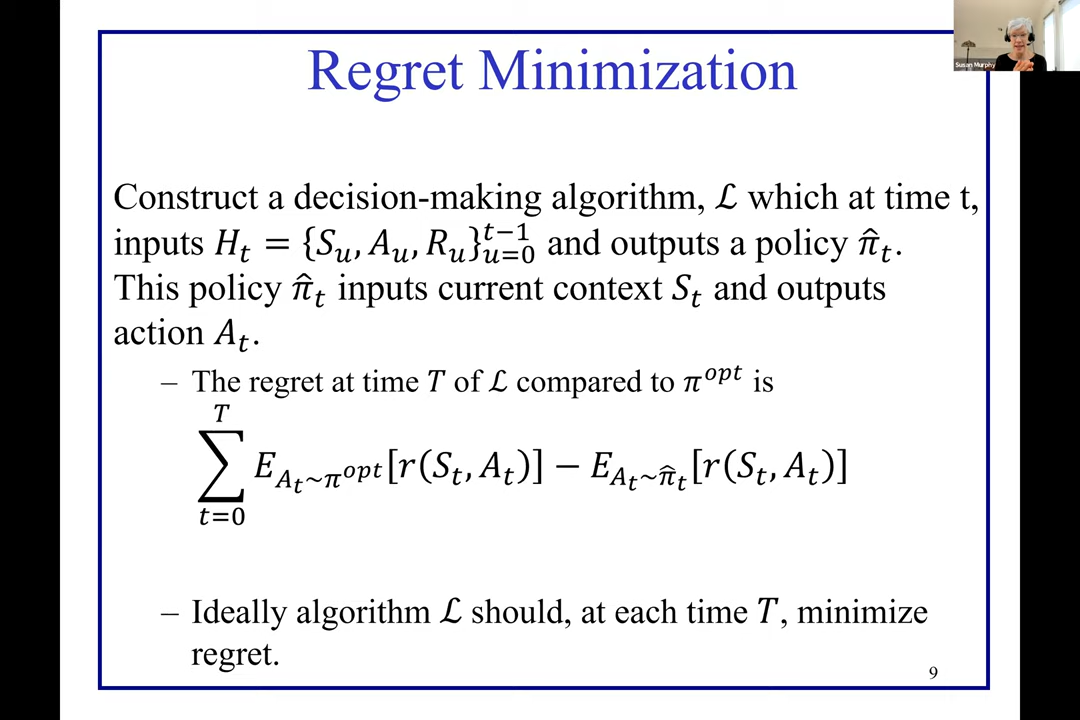 Regret Minimization
Susan Murphy
Construct a decision-making algorithm, ℒ which at time t,
inputs H_t = {S_u, A_u, R_u}_{u=0}^{t−1} and outputs a policy π̂_t.
This policy π̂_t inputs current context S_t and outputs
action A_t.
– The regret at time T of ℒ compared to π^{opt} is
∑_{t=0}^{T} E_{A_t~π^{opt}}[r(S_t, A_t)] − E_{A_t~π̂_t}[r(S_t, A_t)]
– Ideally algorithm ℒ should, at each time T, minimize
regret.
9